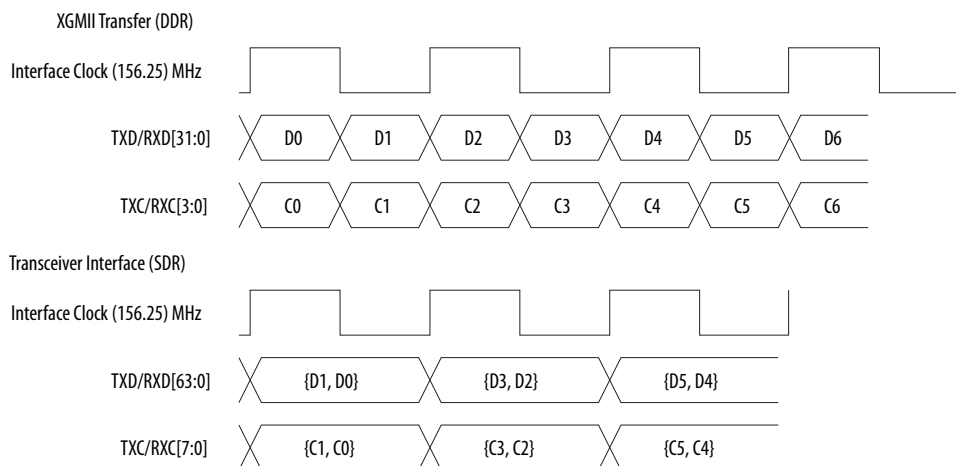 XGMII Transfer (DDR)
Interface Clock (156.25) MHz
TXD/RXD[31:0] D0 D1 D2 D3 D4 D5 D6
TXC/RXC[3:0] C0 C1 C2 C3 C4 C5 C6
Transceiver Interface (SDR)
Interface Clock (156.25) MHz
TXD/RXD[63:0] {D1, D0} {D3, D2} {D5, D4}
TXC/RXC[7:0] {C1, C0} {C3, C2} {C5, C4}